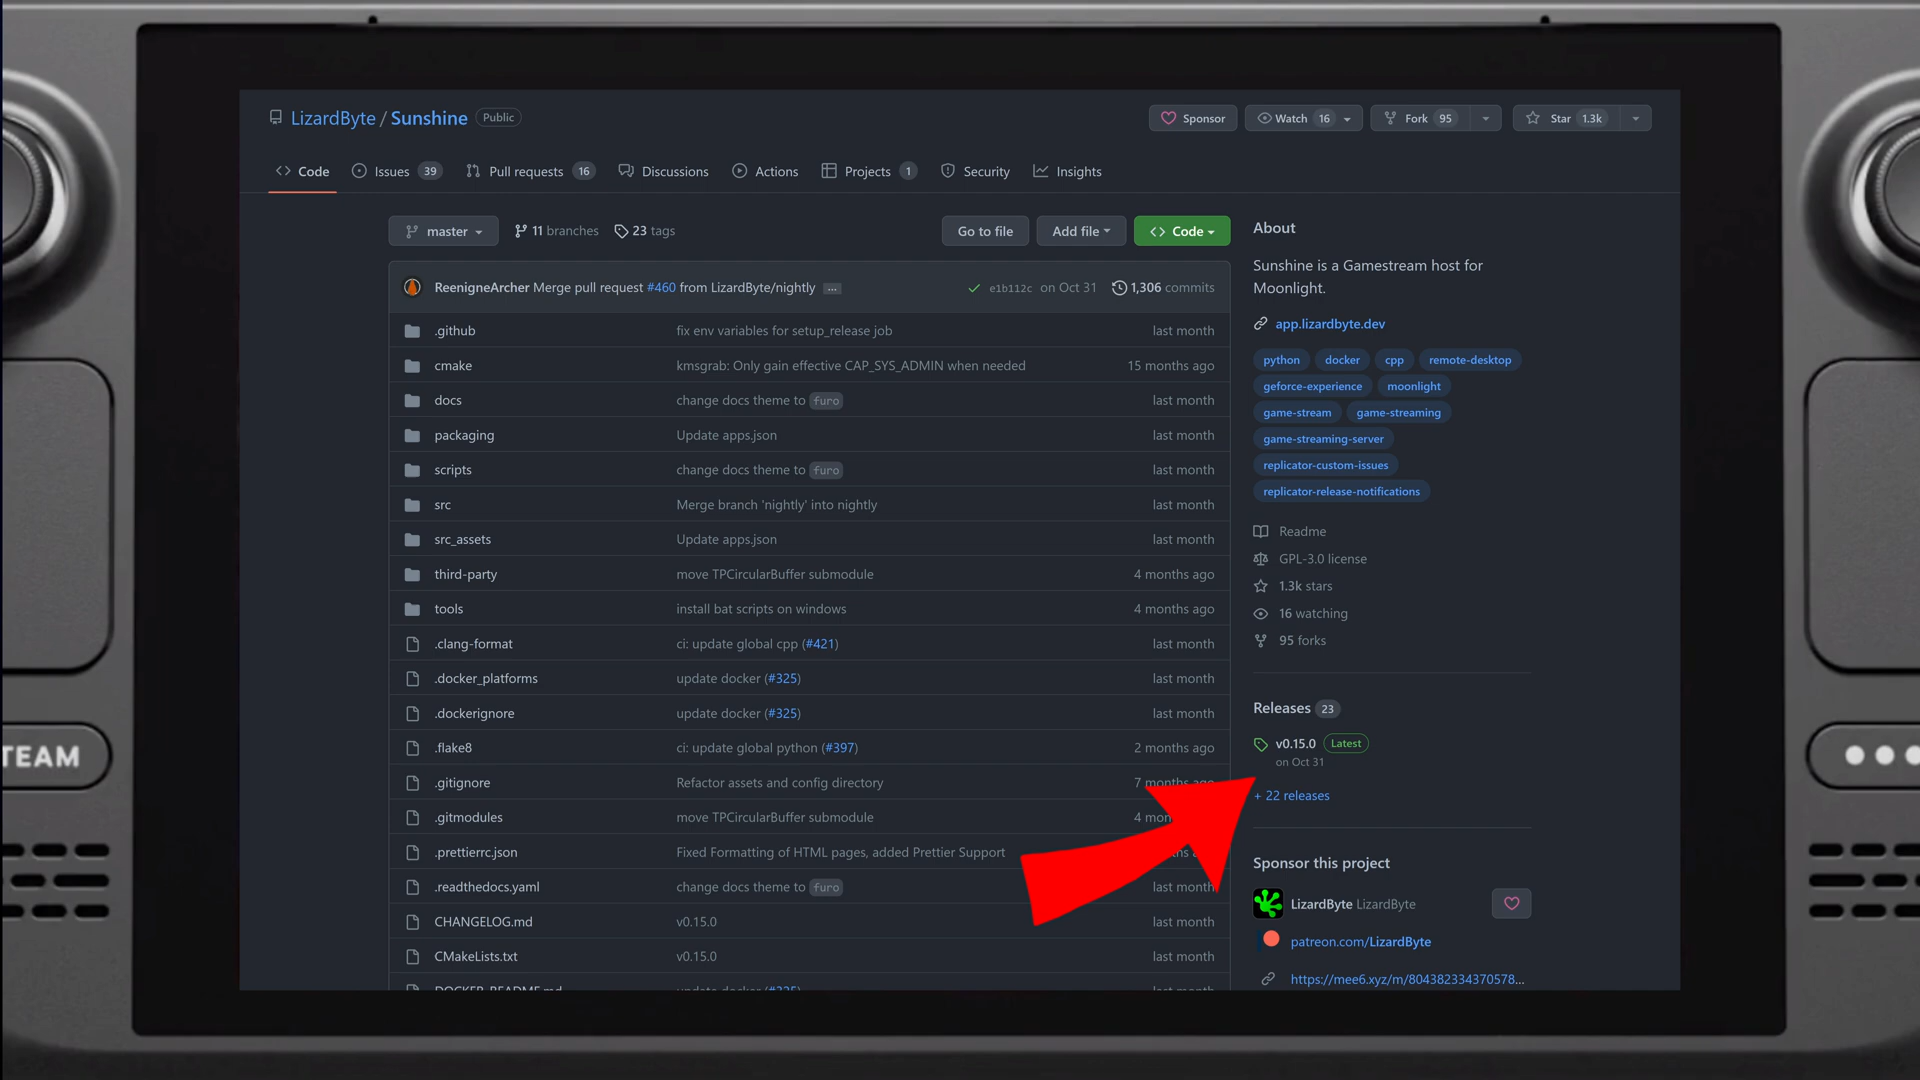 LizardByte / Sunshine Public
Sponsor Watch 16 Fork 95 Star 1.3k
Code Issues 39 Pull requests 16 Discussions Actions Projects 1 Security Insights
master 11 branches 23 tags Go to file Add file Code
ReenigneArcher Merge pull request #460 from LizardByte/nightly ... e1b112c on Oct 31 1,306 commits
.github fix env variables for setup_release job last month
cmake kmsgrab: Only gain effective CAP_SYS_ADMIN when needed 15 months ago
docs change docs theme to furo last month
packaging Update apps.json last month
scripts change docs theme to furo last month
src Merge branch 'nightly' into nightly last month
src_assets Update apps.json last month
third-party move TPCircularBuffer submodule 4 months ago
tools install bat scripts on windows 4 months ago
.clang-format ci: update global cpp (#421) last month
.docker_platforms update docker (#325) last month
.dockerignore update docker (#325) last month
.flake8 ci: update global python (#397) 2 months ago
.gitignore Refactor assets and config directory 7 months ago
.gitmodules move TPCircularBuffer submodule 4 mon
.prettierrc.json Fixed Formatting of HTML pages, added Prettier Support
.readthedocs.yaml change docs theme to furo last month
CHANGELOG.md v0.15.0 last month
CMakeLists.txt v0.15.0 last month
About
Sunshine is a Gamestream host for
Moonlight.
app.lizardbyte.dev
python docker cpp remote-desktop
geforce-experience moonlight
game-stream game-streaming
game-streaming-server
replicator-custom-issues
replicator-release-notifications
Readme
GPL-3.0 license
1.3k stars
16 watching
95 forks
Releases 23
v0.15.0 Latest
on Oct 31
+ 22 releases
Sponsor this project
LizardByte LizardByte
patreon.com/LizardByte
https://mee6.xyz/m/804382334370578...
TEAM